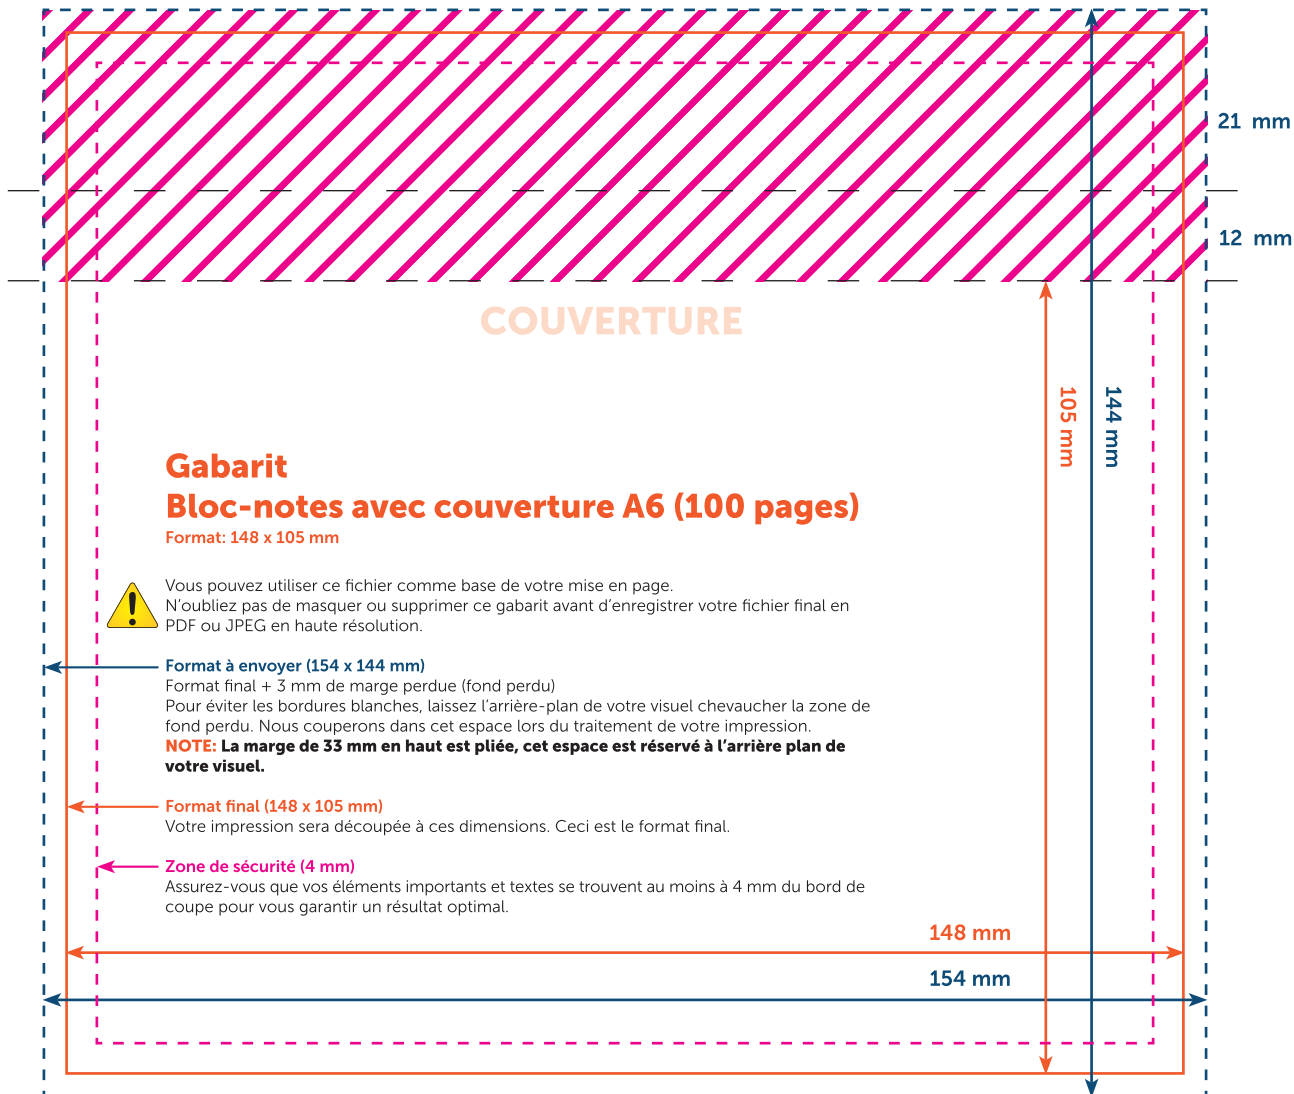 21 mm
12 mm
COUVERTURE
105 mm
144 mm
Gabarit
Bloc-notes avec couverture A6 (100 pages)
Format: 148 x 105 mm
Vous pouvez utiliser ce fichier comme base de votre mise en page.
N’oubliez pas de masquer ou supprimer ce gabarit avant d’enregistrer votre fichier final en
PDF ou JPEG en haute résolution.
Format à envoyer (154 x 144 mm)
Format final + 3 mm de marge perdue (fond perdu)
Pour éviter les bordures blanches, laissez l’arrière-plan de votre visuel chevaucher la zone de
fond perdu. Nous couperons dans cet espace lors du traitement de votre impression.
NOTE: La marge de 33 mm en haut est pliée, cet espace est réservé à l’arrière plan de
votre visuel.
Format final (148 x 105 mm)
Votre impression sera découpée à ces dimensions. Ceci est le format final.
Zone de sécurité (4 mm)
Assurez-vous que vos éléments importants et textes se trouvent au moins à 4 mm du bord de
coupe pour vous garantir un résultat optimal.
148 mm
154 mm